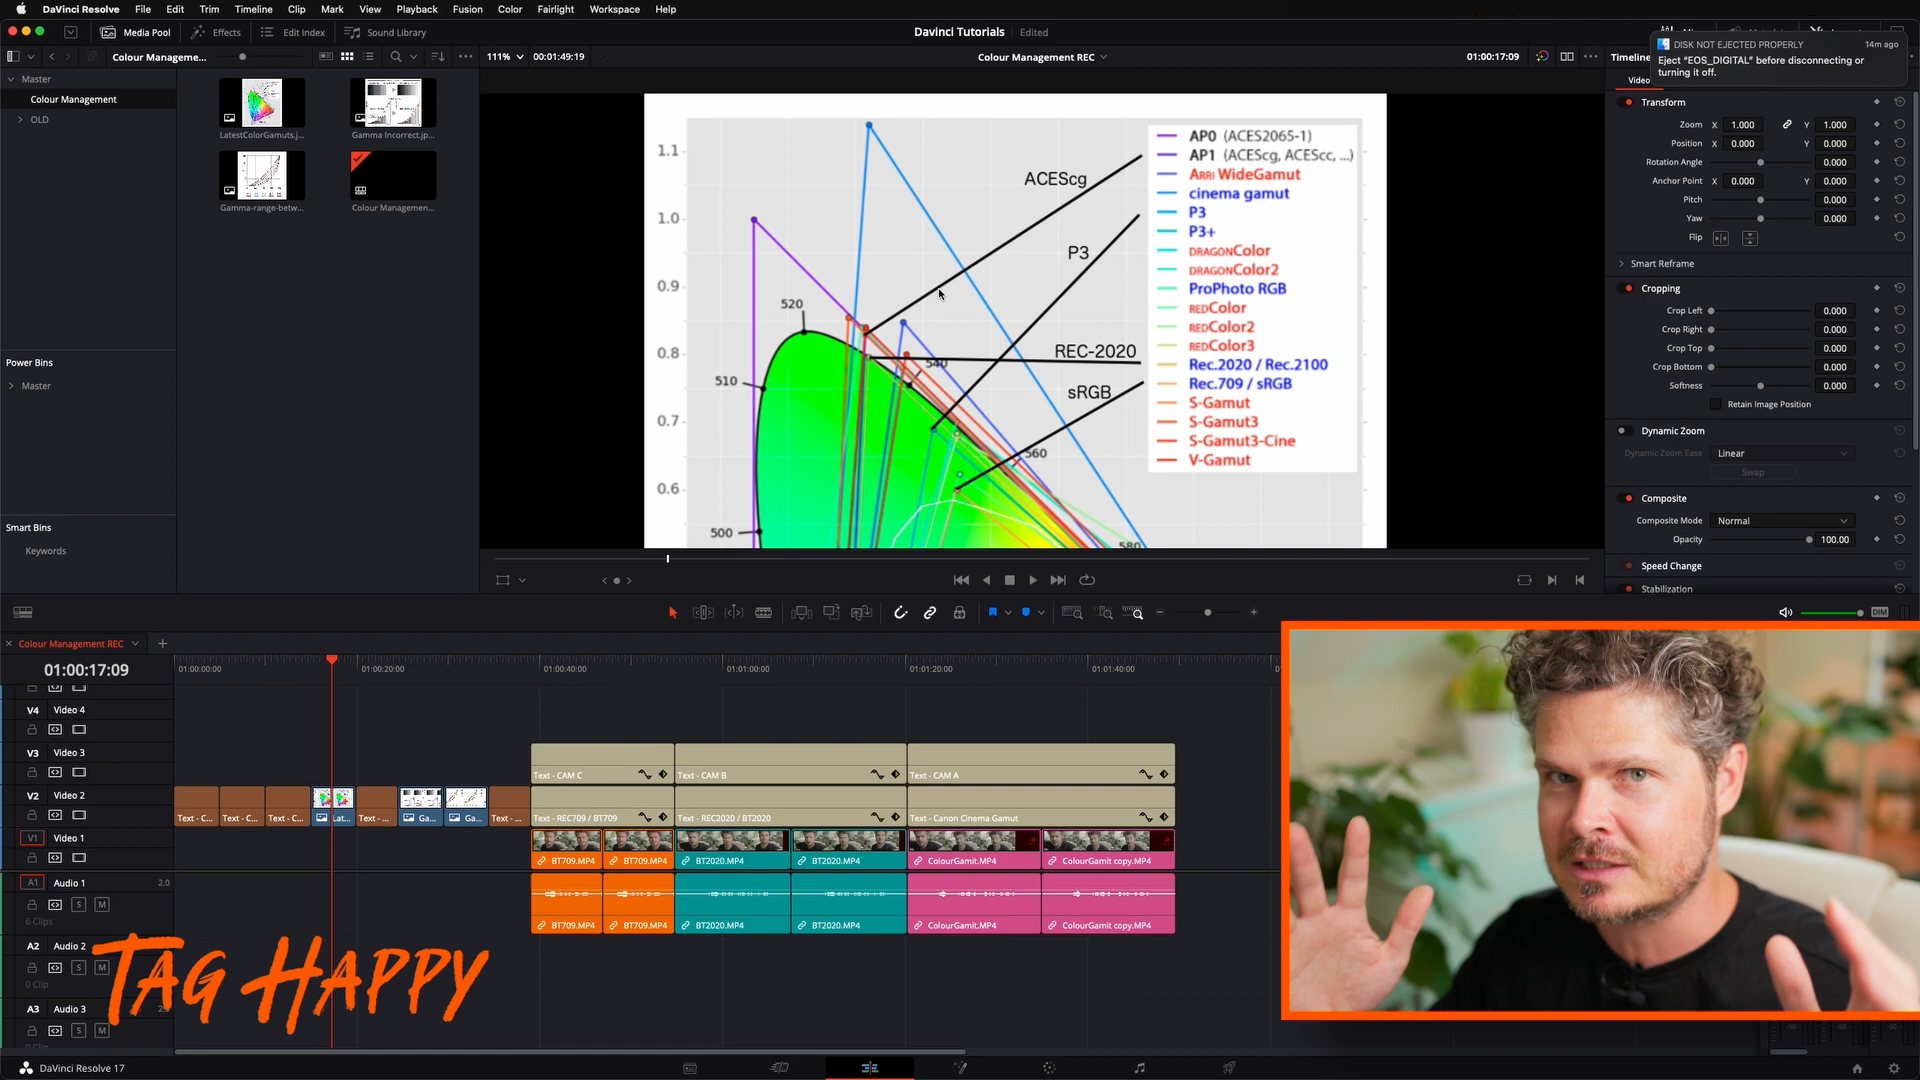 DaVinci Resolve File Edit Trim Timeline Clip Mark View Playback Fusion Color Fairlight Workspace Help
Media Pool Effects Edit Index Sound Library
Davinci Tutorials Edited
DISK NOT EJECTED PROPERLY 14m ago
Eject “EOS_DIGITAL” before disconnecting or
turning it off.
Colour Manageme...
111% 00:01:49:19
Colour Management REC
01:00:17:09
Timeline
Master
Colour Management
OLD
LatestColorGamuts.j...
Gamma Incorrect.jp...
Gamma-range-betw...
Colour Managemen...
Power Bins
Master
Smart Bins
Keywords
1.1
1.0
0.9
0.8
0.7
0.6
520
510
500
540
560
580
ACEScg
P3
REC-2020
sRGB
AP0 (ACES2065-1)
AP1 (ACEScg, ACEScc, ...)
ARRI WideGamut
cinema gamut
P3
P3+
DRAGONColor
DRAGONColor2
ProPhoto RGB
REDColor
REDColor2
REDColor3
Rec.2020 / Rec.2100
Rec.709 / sRGB
S-Gamut
S-Gamut3
S-Gamut3-Cine
V-Gamut
Video
Transform
Zoom X 1.000 Y 1.000
Position X 0.000 Y 0.000
Rotation Angle 0.000
Anchor Point X 0.000 Y 0.000
Pitch 0.000
Yaw 0.000
Flip
Smart Reframe
Cropping
Crop Left 0.000
Crop Right 0.000
Crop Top 0.000
Crop Bottom 0.000
Softness 0.000
Retain Image Position
Dynamic Zoom
Dynamic Zoom Ease Linear
Swap
Composite
Composite Mode Normal
Opacity 100.00
Speed Change
Stabilization
DIM
Colour Management REC
01:00:17:09
01:00:00:00 01:00:20:00 01:00:40:00 01:01:00:00 01:01:20:00 01:01:40:00
V4 Video 4
V3 Video 3
Text - CAM C Text - CAM B Text - CAM A
V2 Video 2
Text - C... Text - C... Text - C... Lat... Text - ... Ga... Ga... Text - ... Text - REC709 / BT709 Text - REC2020 / BT2020 Text - Canon Cinema Gamut
V1 Video 1
BT709.MP4 BT709.MP4 BT2020.MP4 BT2020.MP4 ColourGamit.MP4 ColourGamit copy.MP4
A1 Audio 1 2.0
S M
6 Clips
BT709.MP4 BT709.MP4 BT2020.MP4 BT2020.MP4 ColourGamit.MP4 ColourGamit copy.MP4
A2 Audio 2
S M
0 Clip
A3 Audio 3
S M
TAG HAPPY
DaVinci Resolve 17